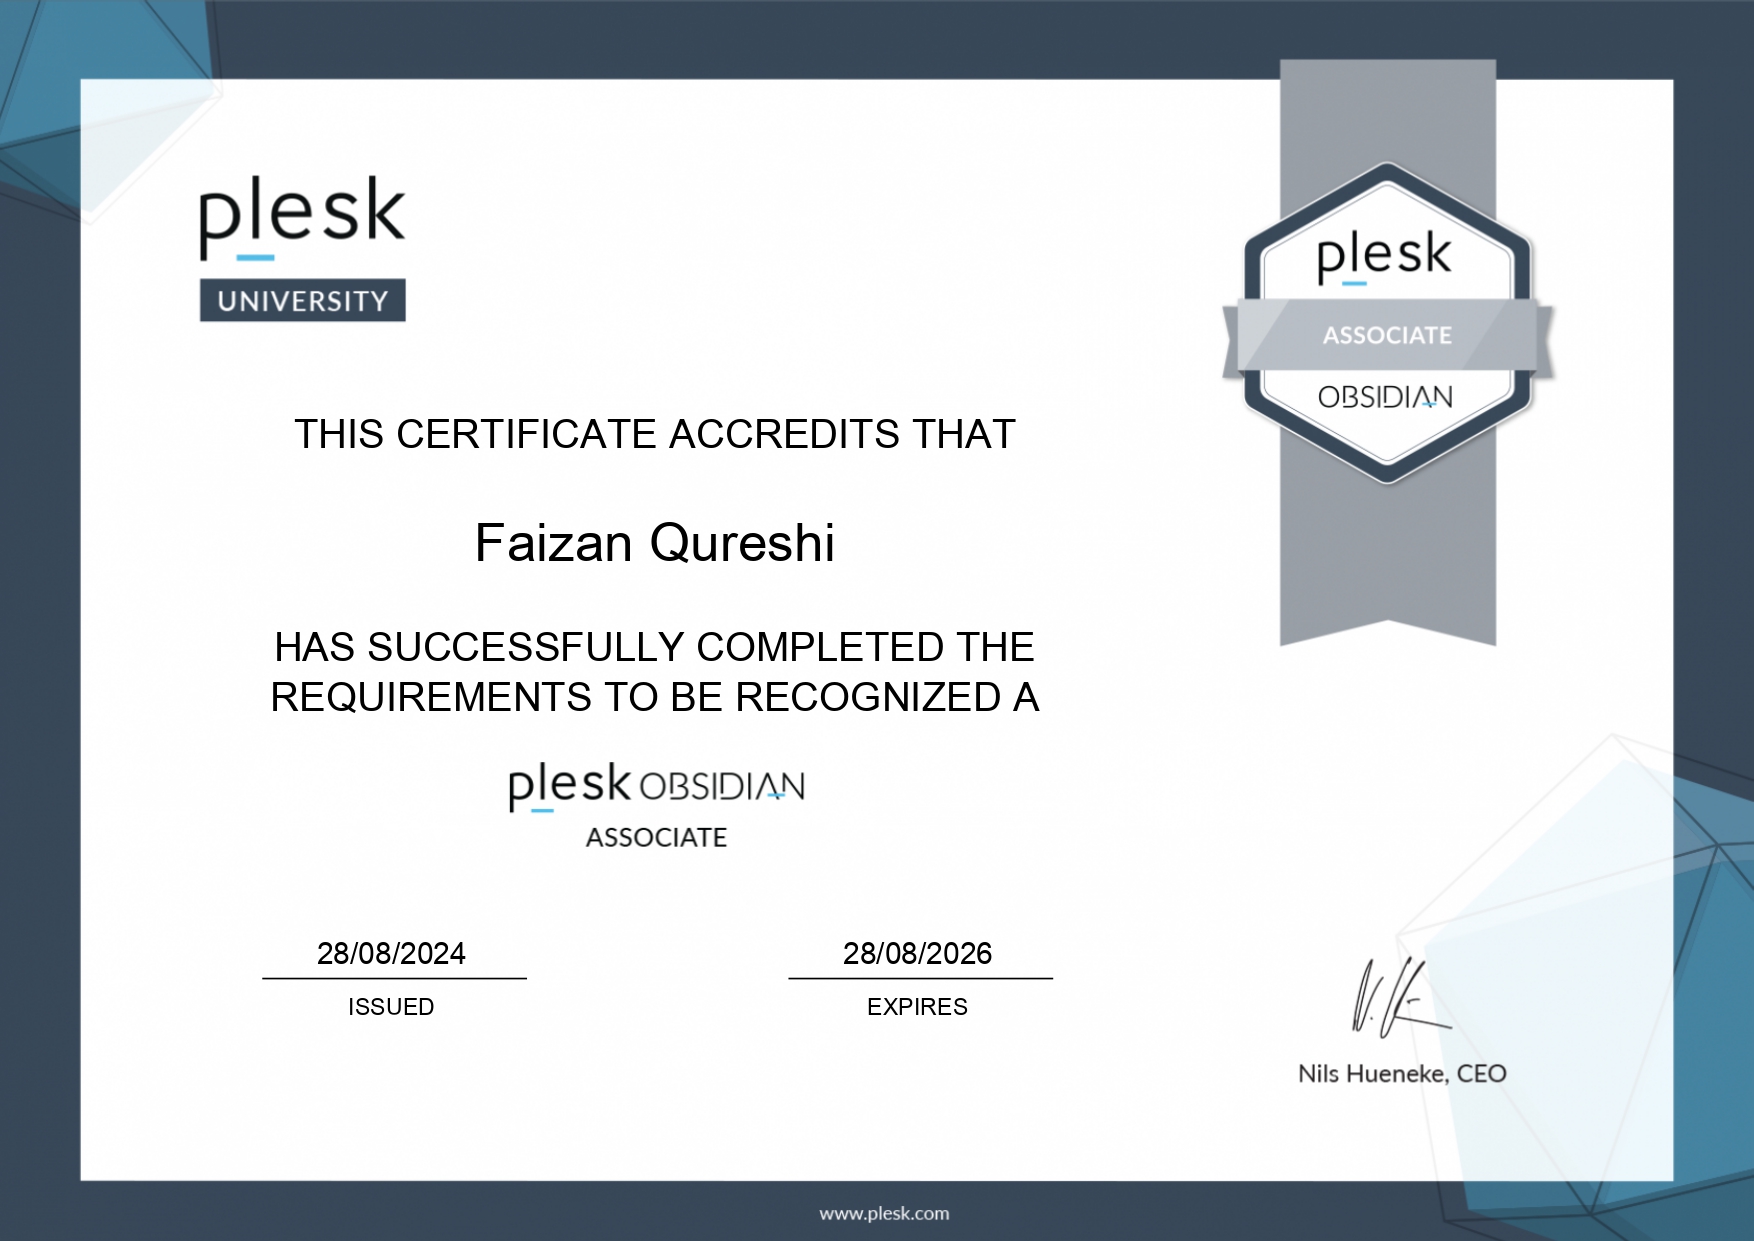 plesk
UNIVERSITY
plesk
ASSOCIATE
OBSIDIAN
THIS CERTIFICATE ACCREDITS THAT
Faizan Qureshi
HAS SUCCESSFULLY COMPLETED THE
REQUIREMENTS TO BE RECOGNIZED A
plesk OBSIDIAN
ASSOCIATE
28/08/2024
ISSUED
28/08/2026
EXPIRES
Nils Hueneke, CEO
www.plesk.com